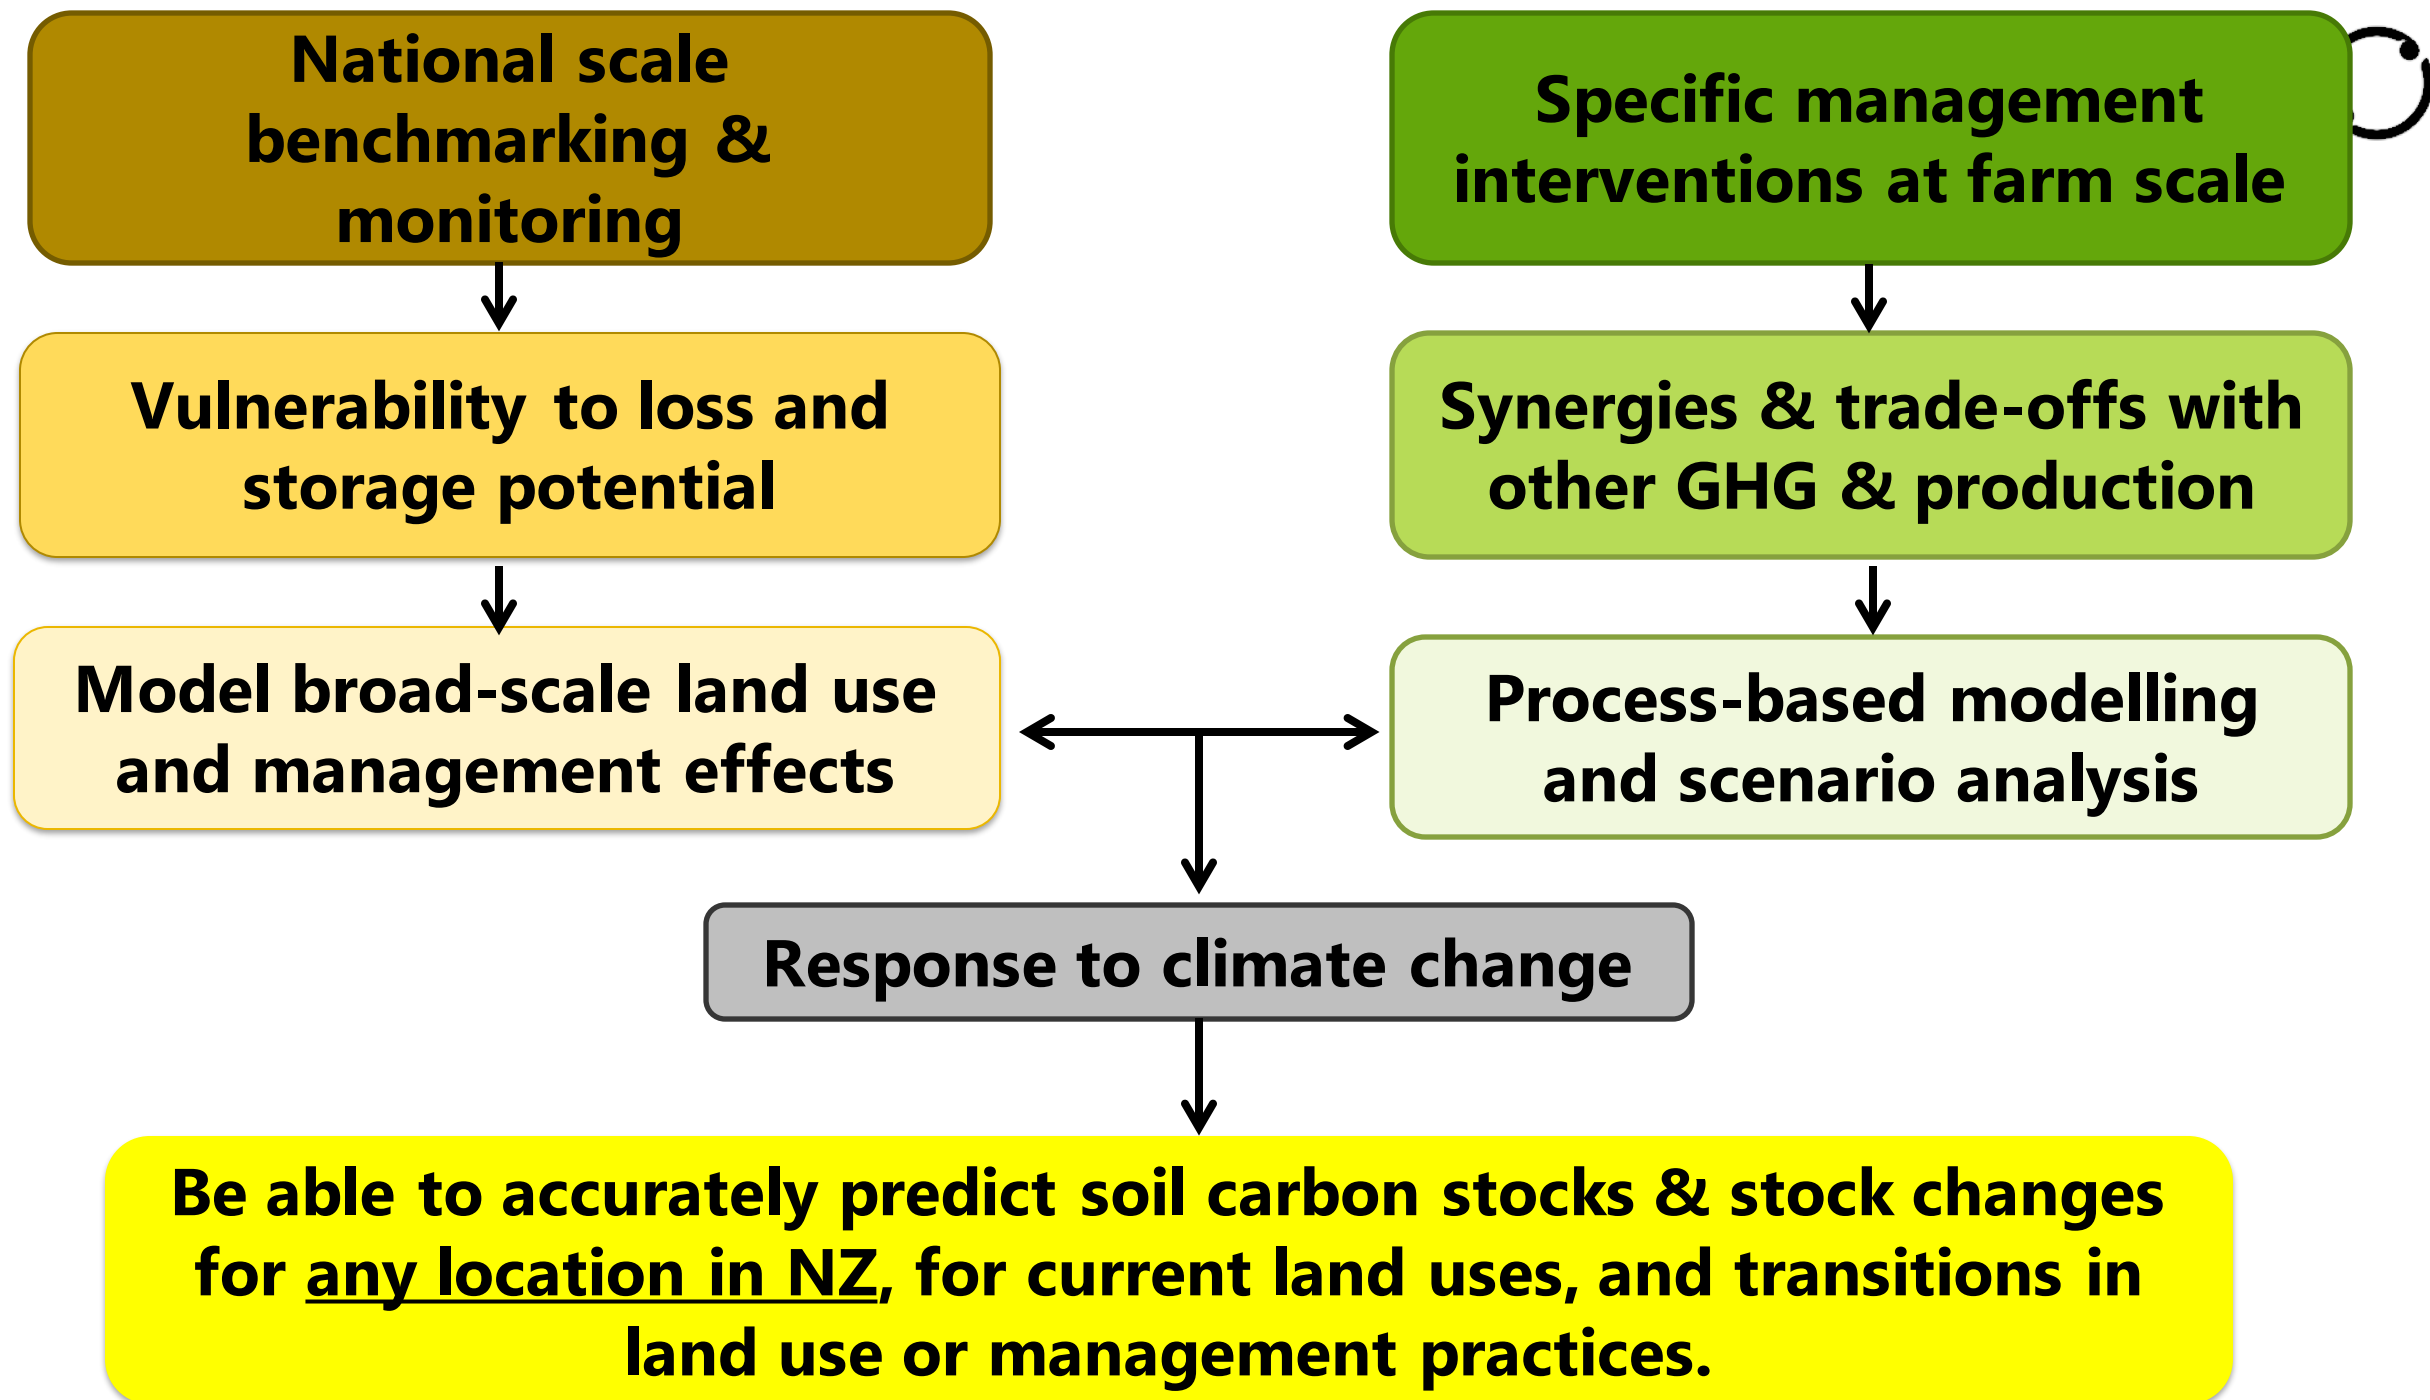 National scale
benchmarking &
monitoring
Specific management
interventions at farm scale
Vulnerability to loss and
storage potential
Synergies & trade-offs with
other GHG & production
Model broad-scale land use
and management effects
Process-based modelling
and scenario analysis
Response to climate change
Be able to accurately predict soil carbon stocks & stock changes
for any location in NZ, for current land uses, and transitions in
land use or management practices.